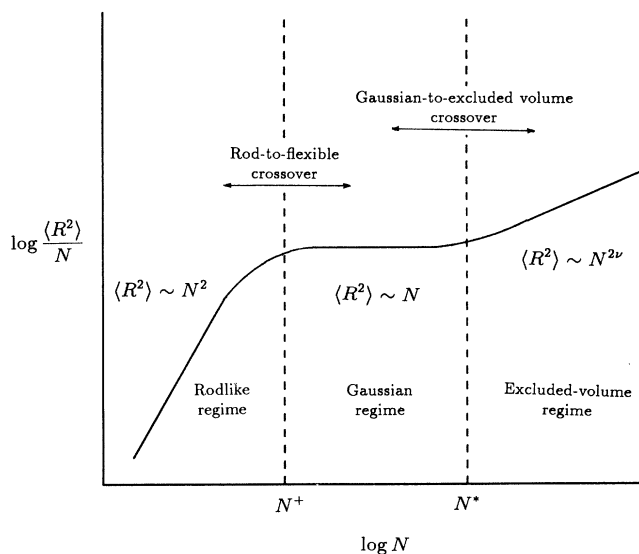 Gaussian-to-excluded volume
crossover
Rod-to-flexible
crossover
log ⟨R²⟩/N
⟨R²⟩ ∼ N²
⟨R²⟩ ∼ N
⟨R²⟩ ∼ N²ᵛ
Rodlike
regime
Gaussian
regime
Excluded-volume
regime
N⁺
N*
log N